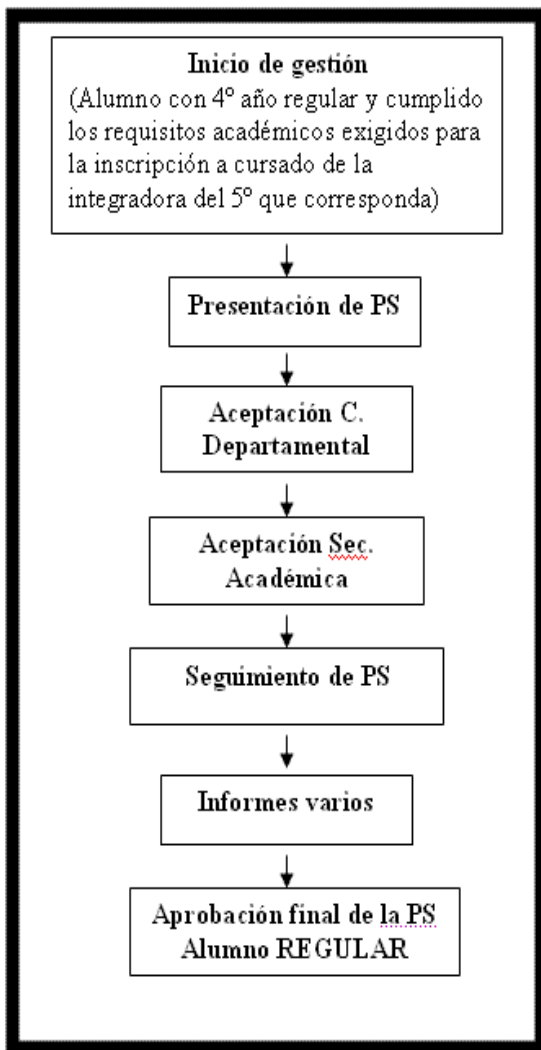 Inicio de gestión
(Alumno con 4º año regular y cumplido
los requisitos académicos exigidos para
la inscripción a cursado de la
integradora del 5º que corresponda)
Presentación de PS
Aceptación C.
Departamental
Aceptación Sec.
Académica
Seguimiento de PS
Informes varios
Aprobación final de la PS
Alumno REGULAR